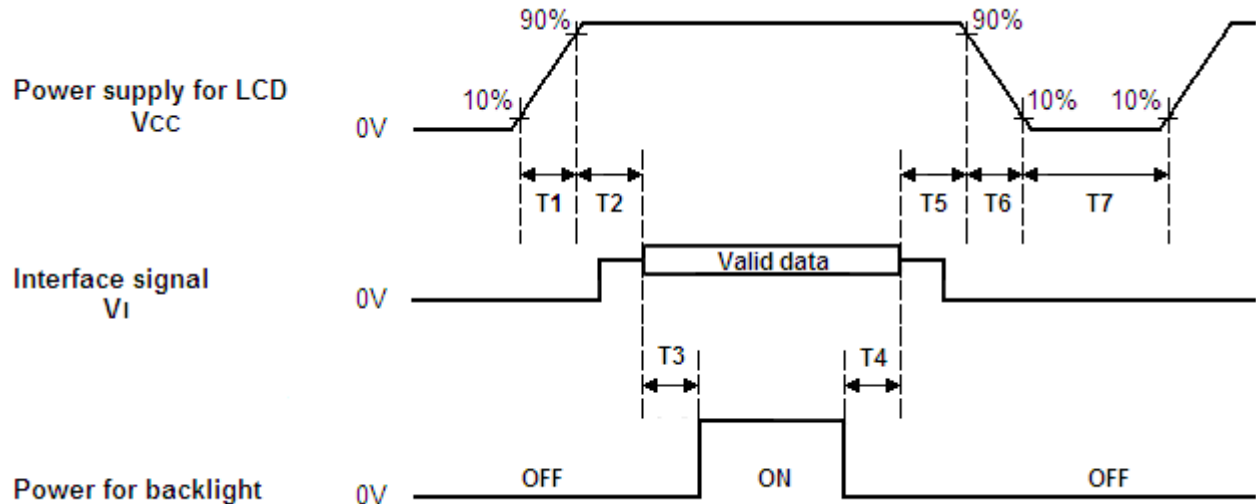 90% 90%
Power supply for LCD
VCC
10% 10% 10%
0V
T1 T2 T5 T6 T7
Valid data
Interface signal
VI
0V
T3 T4
OFF ON OFF
Power for backlight
0V